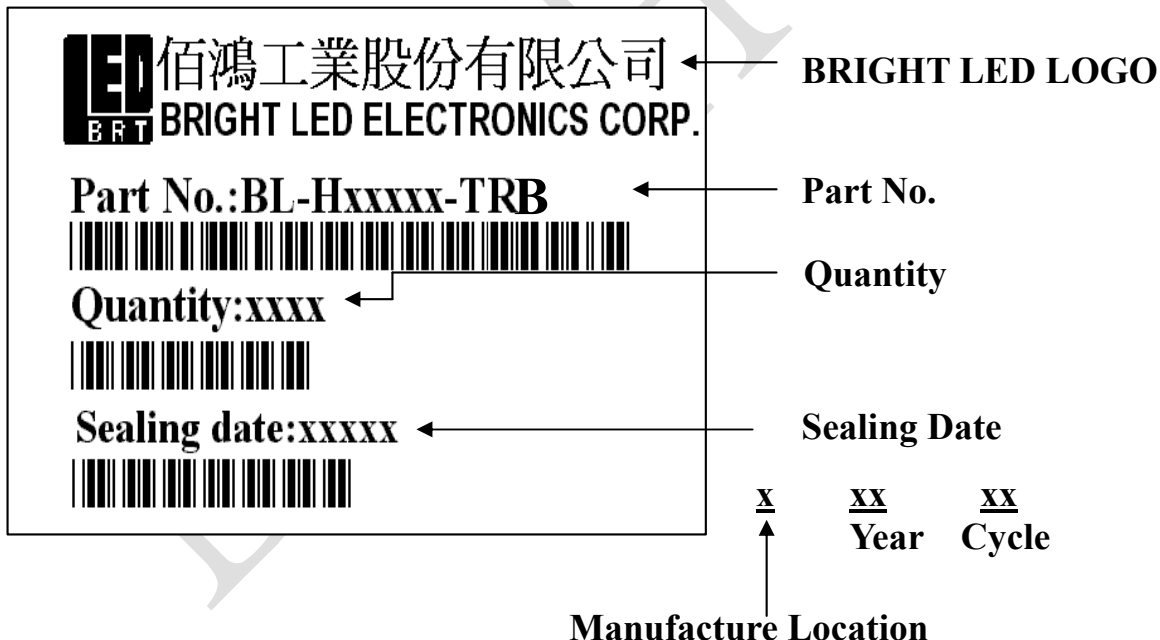 LED 佰鴻工業股份有限公司
BRT BRIGHT LED ELECTRONICS CORP.
BRIGHT LED LOGO
Part No.:BL-Hxxxxx-TRB
Part No.
Quantity:xxxx
Quantity
Sealing date:xxxxx
Sealing Date
x xx xx
Year Cycle
Manufacture Location